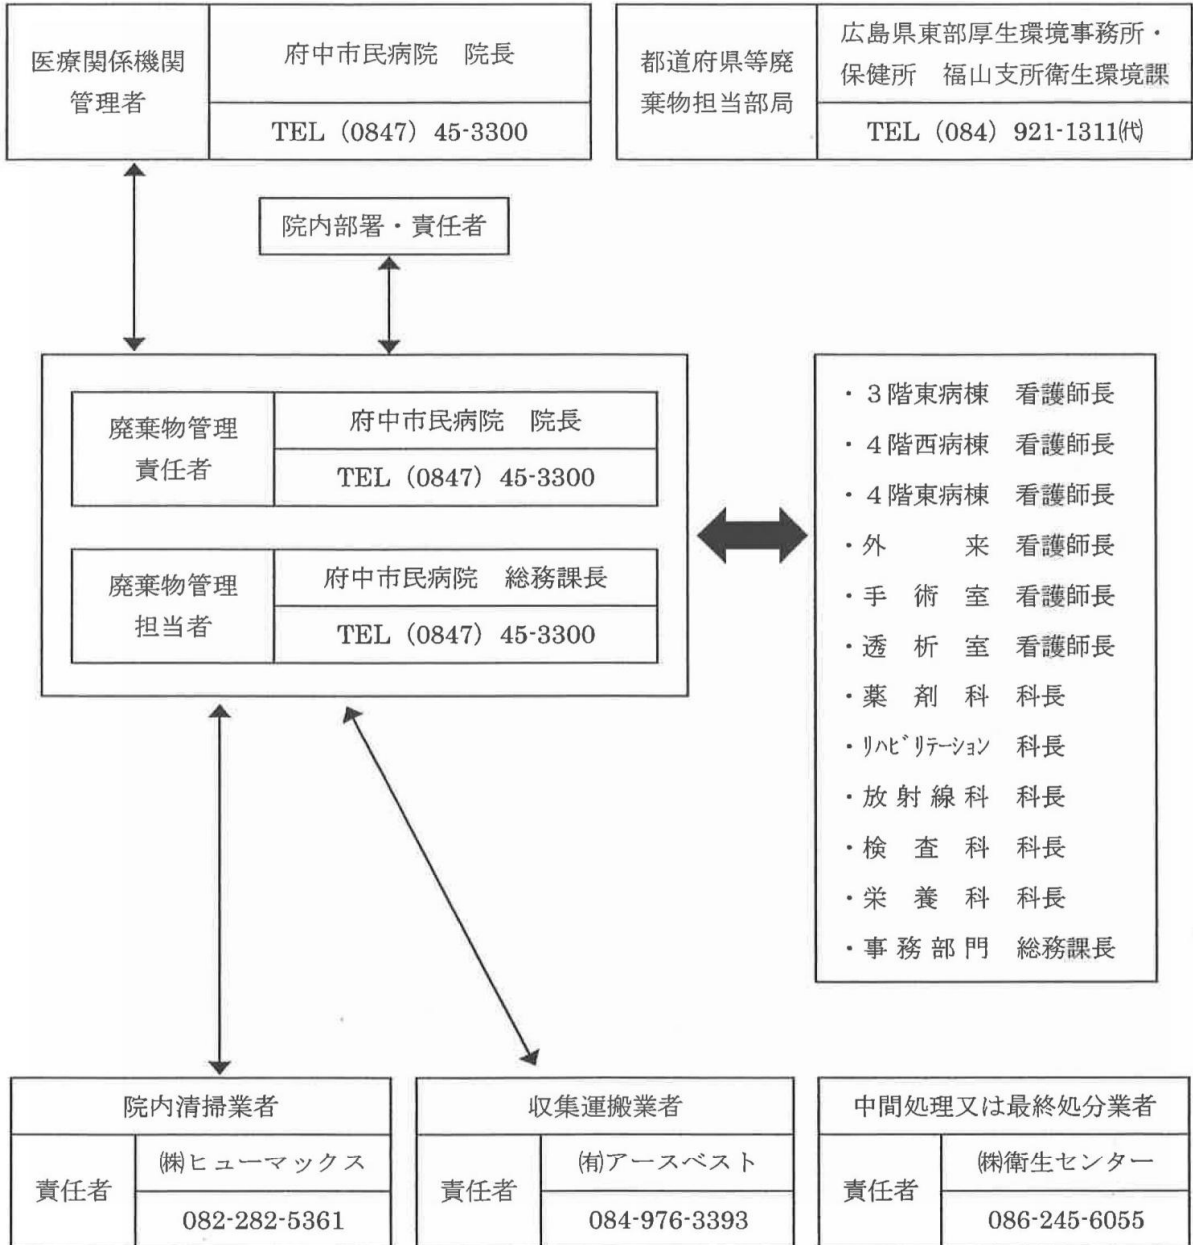 医療関係機関
管理者
府中市民病院　院長
TEL（0847）45-3300
都道府県等廃
棄物担当部局
広島県東部厚生環境事務所・
保健所　福山支所衛生環境課
TEL（084）921-1311㈹
院内部署・責任者
廃棄物管理
責任者
府中市民病院　院長
TEL（0847）45-3300
廃棄物管理
担当者
府中市民病院　総務課長
TEL（0847）45-3300
・３階東病棟　看護師長
・４階西病棟　看護師長
・４階東病棟　看護師長
・外　　　来　看護師長
・手　術　室　看護師長
・透　析　室　看護師長
・薬　剤　科　科長
・ﾘﾊﾋﾞﾘﾃｰｼｮﾝ　科長
・放 射 線 科　科長
・検　査　科　科長
・栄　養　科　科長
・事 務 部 門　総務課長
院内清掃業者
責任者
㈱ヒューマックス
082-282-5361
収集運搬業者
責任者
㈲アースベスト
084-976-3393
中間処理又は最終処分業者
責任者
㈱衛生センター
086-245-6055